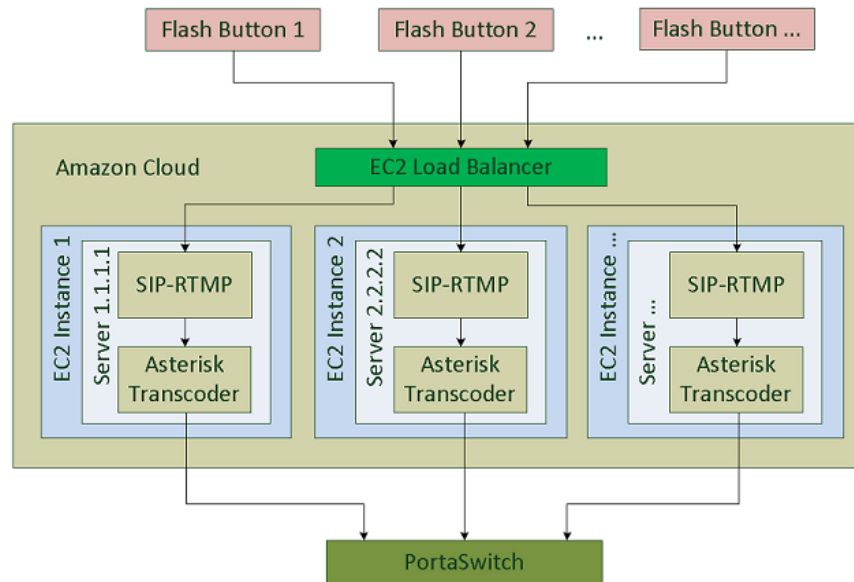 Flash Button 1
Flash Button 2
...
Flash Button ...
Amazon Cloud
EC2 Load Balancer
EC2 Instance 1
Server 1.1.1.1
SIP-RTMP
Asterisk
Transcoder
EC2 Instance 2
Server 2.2.2.2
SIP-RTMP
Asterisk
Transcoder
EC2 Instance ...
Server ...
SIP-RTMP
Asterisk
Transcoder
PortaSwitch